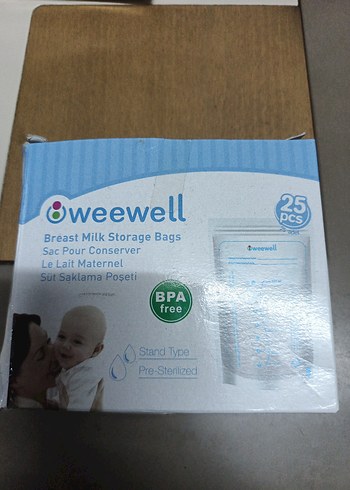 weewell
25
pcs
Breast Milk Storage Bags
Sac Pour Conserver
Le Lait Maternel
Süt Saklama Poşeti
weewell
BPA
free
Stand Type
Pre-Sterilized